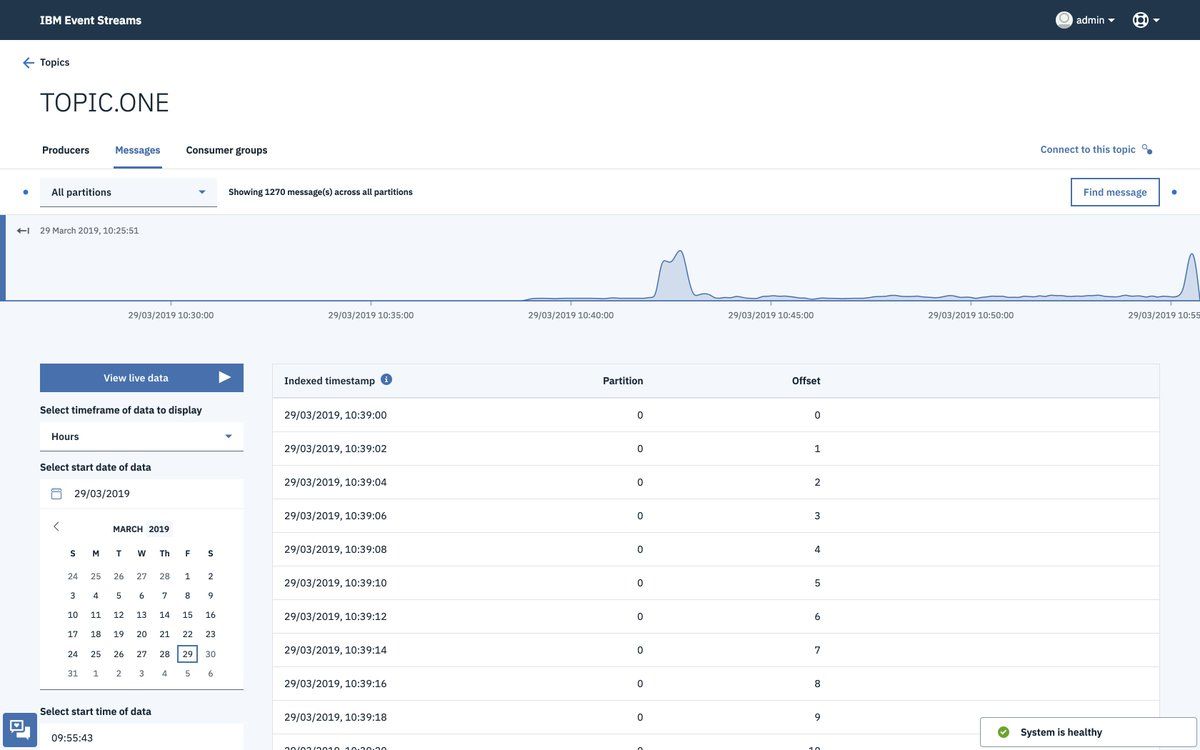 IBM Event Streams
admin
Topics
TOPIC.ONE
Producers Messages Consumer groups
Connect to this topic
All partitions
Showing 1270 message(s) across all partitions
Find message
29 March 2019, 10:25:51
29/03/2019 10:30:00 29/03/2019 10:35:00 29/03/2019 10:40:00 29/03/2019 10:45:00 29/03/2019 10:50:00 29/03/2019 10:55
View live data
Select timeframe of data to display
Hours
Select start date of data
29/03/2019
MARCH 2019
S M T W Th F S
24 25 26 27 28 1 2
3 4 5 6 7 8 9
10 11 12 13 14 15 16
17 18 19 20 21 22 23
24 25 26 27 28 29 30
31 1 2 3 4 5 6
Select start time of data
09:55:43
Indexed timestamp Partition Offset
29/03/2019, 10:39:00 0 0
29/03/2019, 10:39:02 0 1
29/03/2019, 10:39:04 0 2
29/03/2019, 10:39:06 0 3
29/03/2019, 10:39:08 0 4
29/03/2019, 10:39:10 0 5
29/03/2019, 10:39:12 0 6
29/03/2019, 10:39:14 0 7
29/03/2019, 10:39:16 0 8
29/03/2019, 10:39:18 0 9
29/03/2019, 10:39:20 0 10
System is healthy